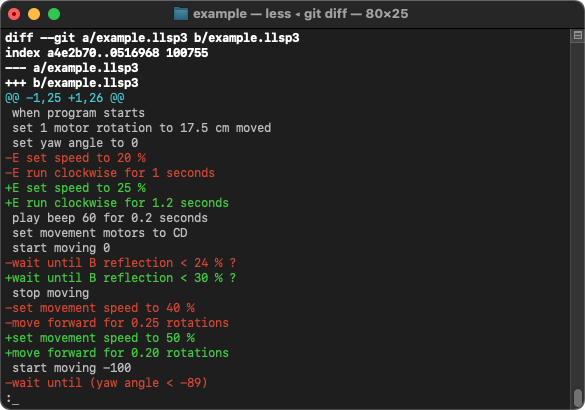 example — less ◂ git diff — 80×25
diff --git a/example.llsp3 b/example.llsp3
index a4e2b70..0516968 100755
--- a/example.llsp3
+++ b/example.llsp3
@@ -1,25 +1,26 @@
 when program starts
 set 1 motor rotation to 17.5 cm moved
 set yaw angle to 0
-E set speed to 20 %
-E run clockwise for 1 seconds
+E set speed to 25 %
+E run clockwise for 1.2 seconds
 play beep 60 for 0.2 seconds
 set movement motors to CD
 start moving 0
-wait until B reflection < 24 % ?
+wait until B reflection < 30 % ?
 stop moving
-set movement speed to 40 %
-move forward for 0.25 rotations
+set movement speed to 50 %
+move forward for 0.20 rotations
 start moving -100
-wait until (yaw angle < -89)
:_